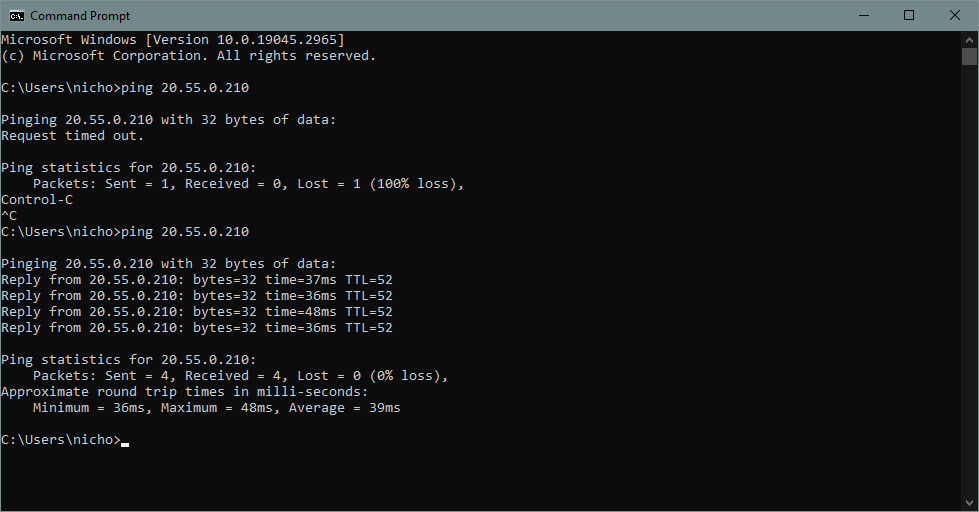 Command Prompt
Microsoft Windows [Version 10.0.19045.2965]
(c) Microsoft Corporation. All rights reserved.
C:\Users\nicho>ping 20.55.0.210
Pinging 20.55.0.210 with 32 bytes of data:
Request timed out.
Ping statistics for 20.55.0.210:
    Packets: Sent = 1, Received = 0, Lost = 1 (100% loss),
Control-C
^C
C:\Users\nicho>ping 20.55.0.210
Pinging 20.55.0.210 with 32 bytes of data:
Reply from 20.55.0.210: bytes=32 time=37ms TTL=52
Reply from 20.55.0.210: bytes=32 time=36ms TTL=52
Reply from 20.55.0.210: bytes=32 time=48ms TTL=52
Reply from 20.55.0.210: bytes=32 time=36ms TTL=52
Ping statistics for 20.55.0.210:
    Packets: Sent = 4, Received = 4, Lost = 0 (0% loss),
Approximate round trip times in milli-seconds:
    Minimum = 36ms, Maximum = 48ms, Average = 39ms
C:\Users\nicho>